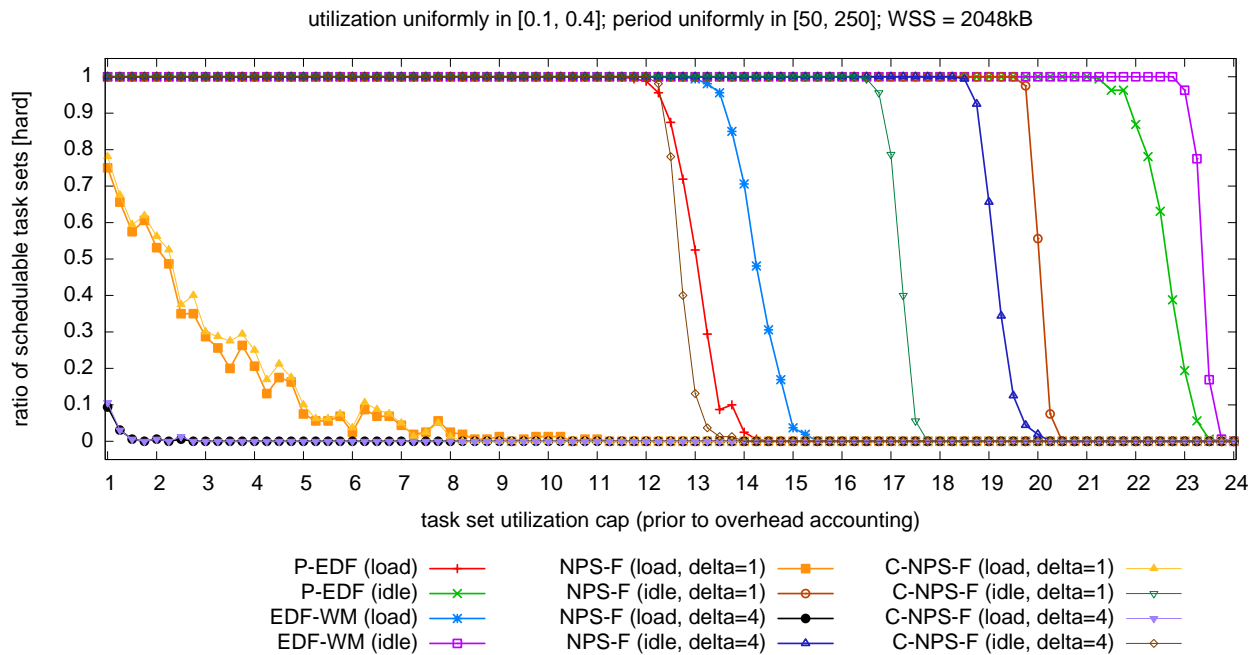 utilization uniformly in [0.1, 0.4]; period uniformly in [50, 250]; WSS = 2048kB
ratio of schedulable task sets [hard]
1
0.9
0.8
0.7
0.6
0.5
0.4
0.3
0.2
0.1
0
1 2 3 4 5 6 7 8 9 10 11 12 13 14 15 16 17 18 19 20 21 22 23 24
task set utilization cap (prior to overhead accounting)
P-EDF (load) NPS-F (load, delta=1) C-NPS-F (load, delta=1)
P-EDF (idle) NPS-F (idle, delta=1) C-NPS-F (idle, delta=1)
EDF-WM (load) NPS-F (load, delta=4) C-NPS-F (load, delta=4)
EDF-WM (idle) NPS-F (idle, delta=4) C-NPS-F (idle, delta=4)